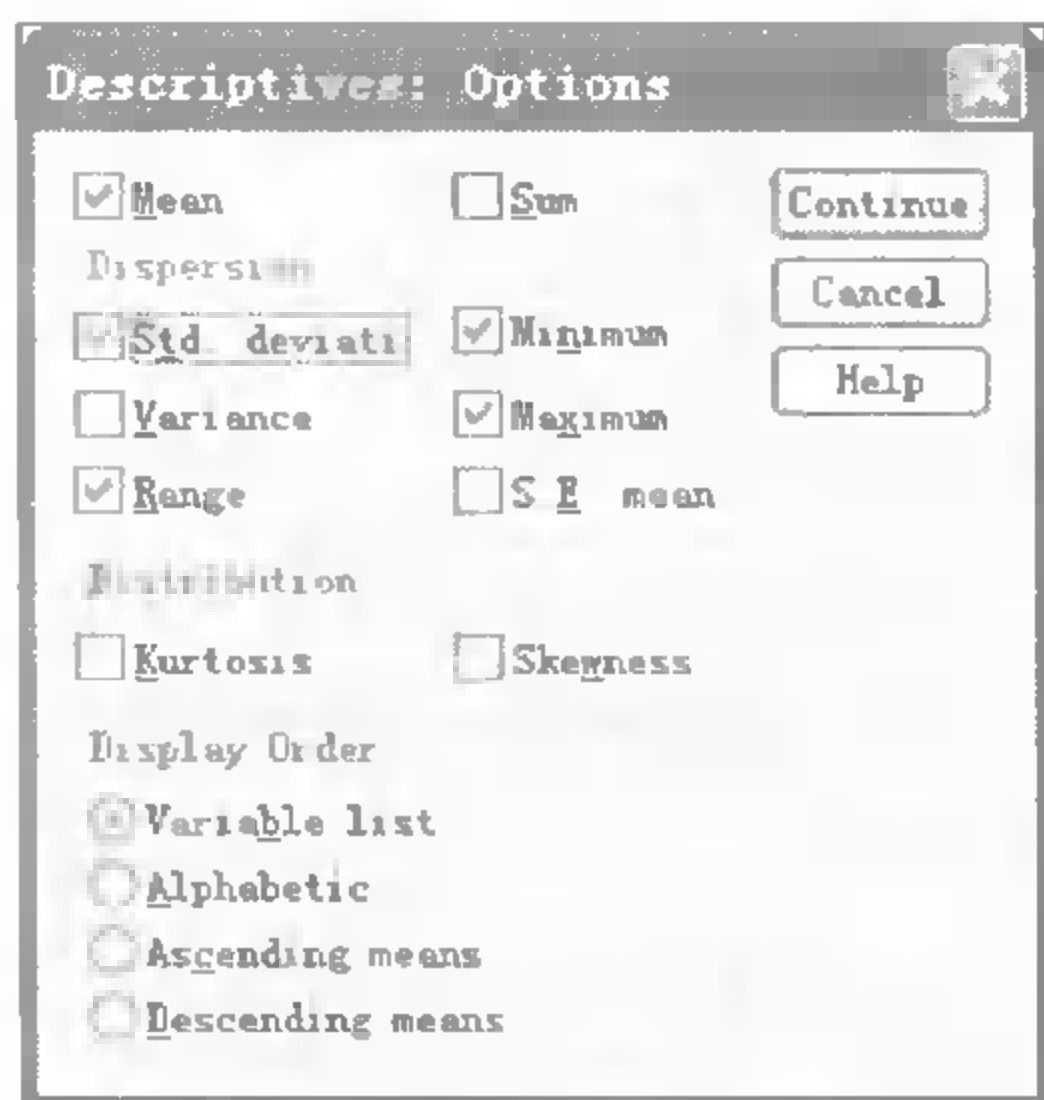 Descriptives: Options
Mean Sum Continue
Dispersion Cancel
Std. deviati Minimum
Help
Variance Maximum
Range S.E. mean
Distribution
Kurtosis Skewness
Display Order
Variable list
Alphabetic
Ascending means
Descending means